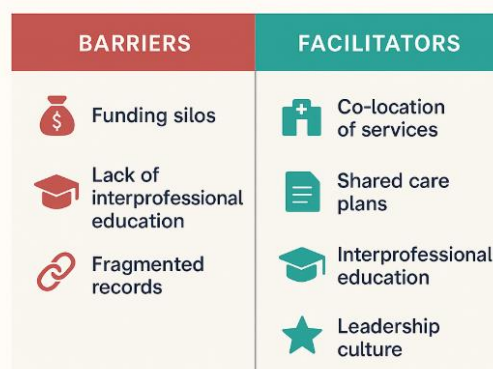 BARRIERS
Funding silos
Lack of
interprofessional
education
Fragmented
records
FACILITATORS
Co-location
of services
Shared care
plans
Interprofessional
education
Leadership
culture